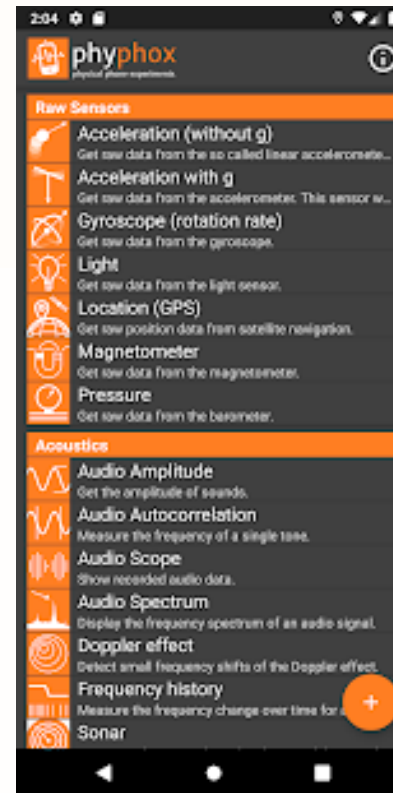 2:04
phyphox
physical phone experiments
Raw Sensors
Acceleration (without g)
Get raw data from the so called linear acceleromete...
Acceleration with g
Get raw data from the accelerometer. This sensor w...
Gyroscope (rotation rate)
Get raw data from the gyroscope.
Light
Get raw data from the light sensor.
Location (GPS)
Get raw position data from satellite navigation.
Magnetometer
Get raw data from the magnetometer.
Pressure
Get raw data from the barometer.
Acoustics
Audio Amplitude
Get the amplitude of sounds.
Audio Autocorrelation
Measure the frequency of a single tone.
Audio Scope
Show recorded audio data.
Audio Spectrum
Display the frequency spectrum of an audio signal.
Doppler effect
Detect small frequency shifts of the Doppler effect.
Frequency history
Measure the frequency change over time for
Sonar